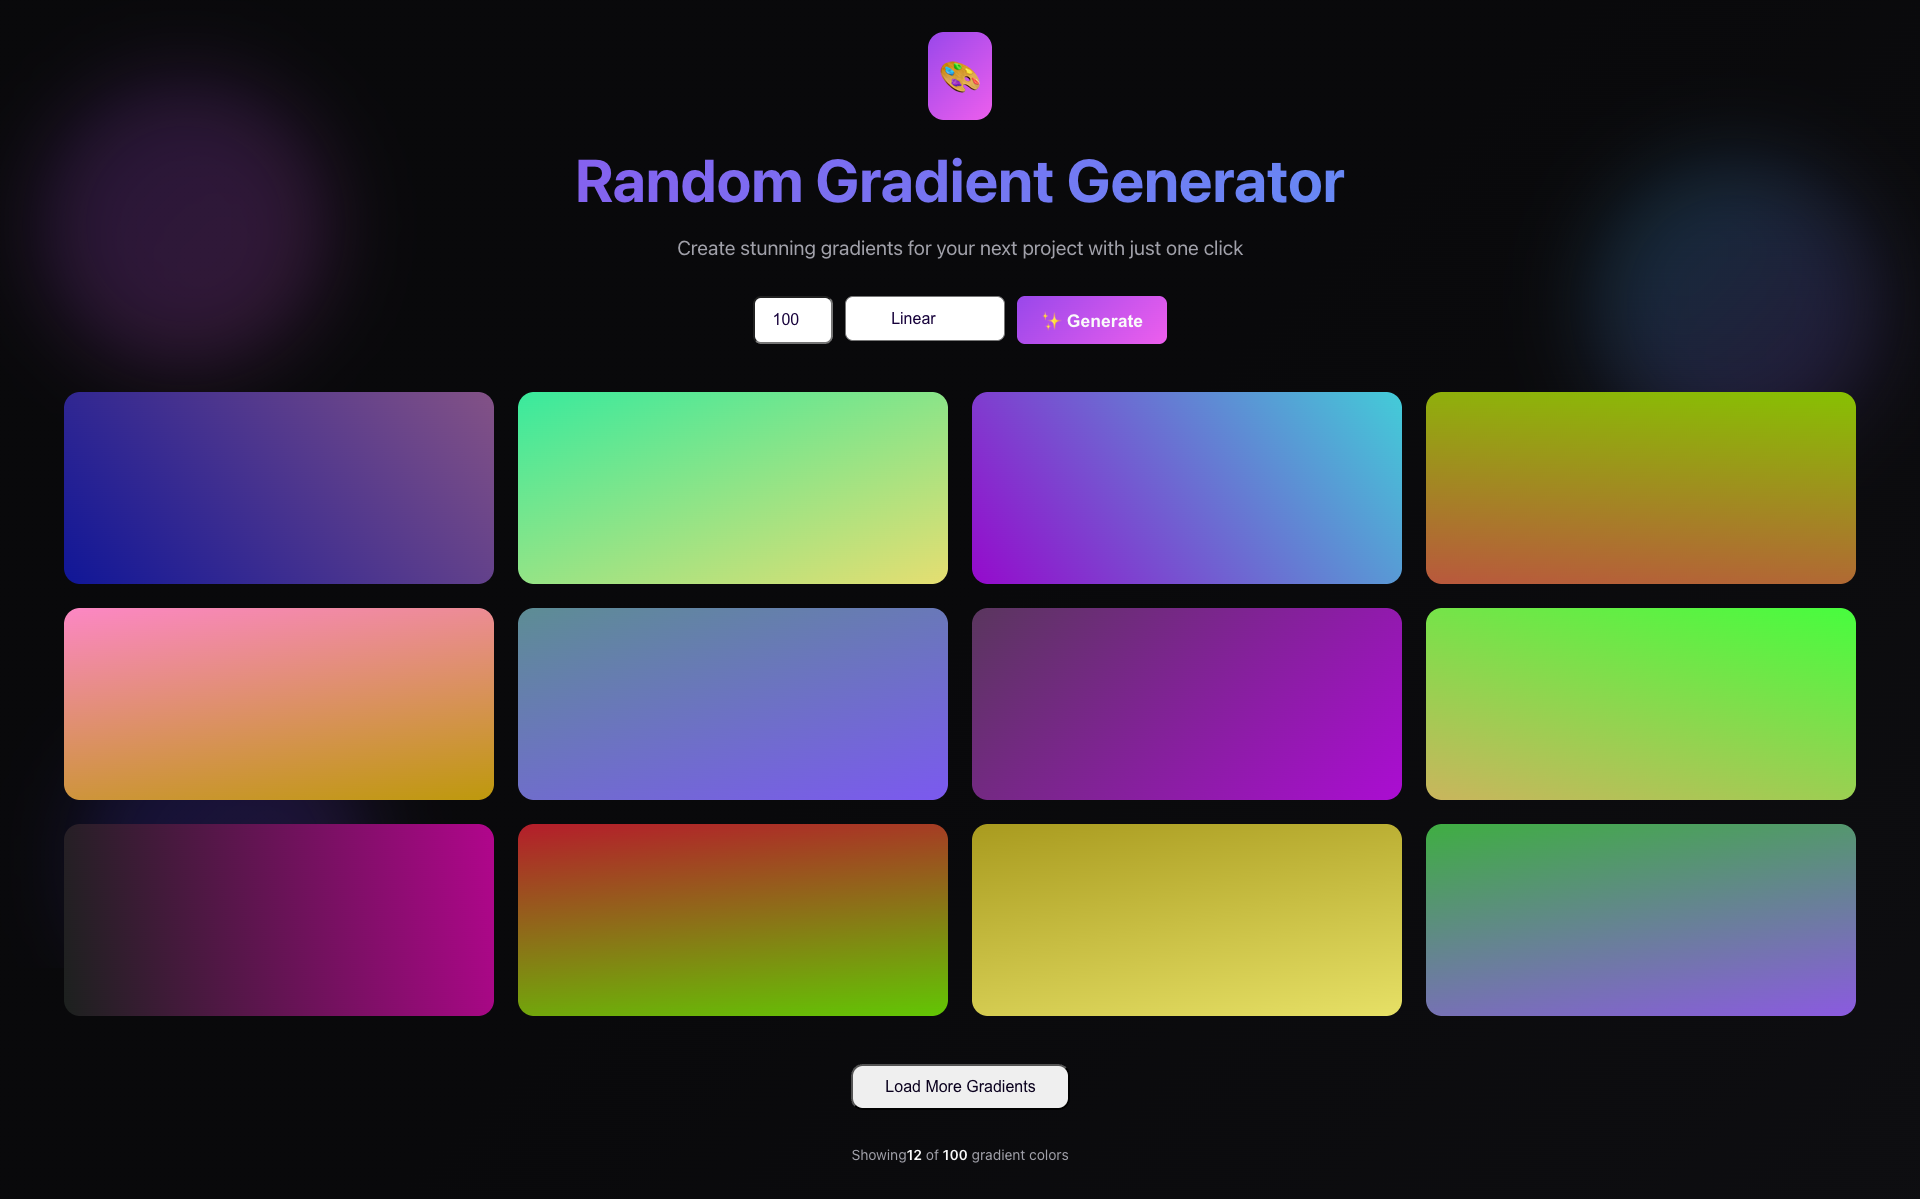 Random Gradient Generator
Create stunning gradients for your next project with just one click
100
Linear
✨ Generate
Load More Gradients
Showing12 of 100 gradient colors